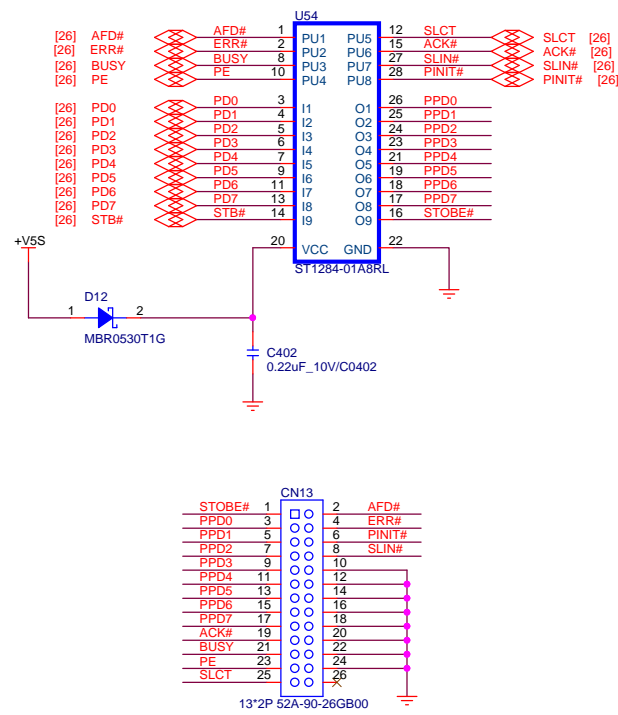 U54
[26] AFD# AFD# 1 PU1 PU5 12 SLCT SLCT [26]
[26] ERR# ERR# 2 PU2 PU6 15 ACK# ACK# [26]
[26] BUSY BUSY 8 PU3 PU7 27 SLIN# SLIN# [26]
[26] PE PE 10 PU4 PU8 28 PINIT# PINIT# [26]
[26] PD0 PD0 3 I1 O1 26 PPD0
[26] PD1 PD1 4 I2 O2 25 PPD1
[26] PD2 PD2 5 I3 O3 24 PPD2
[26] PD3 PD3 6 I4 O4 23 PPD3
[26] PD4 PD4 7 I5 O5 21 PPD4
[26] PD5 PD5 9 I6 O6 19 PPD5
[26] PD6 PD6 11 I7 O7 18 PPD6
[26] PD7 PD7 13 I8 O8 17 PPD7
[26] STB# STB# 14 I9 O9 16 STOBE#
20 VCC GND 22
+V5S
ST1284-01A8RL
D12
1 2
MBR0530T1G
C402
0.22uF_10V/C0402
CN13
STOBE# 1 2 AFD#
PPD0 3 4 ERR#
PPD1 5 6 PINIT#
PPD2 7 8 SLIN#
PPD3 9 10
PPD4 11 12
PPD5 13 14
PPD6 15 16
PPD7 17 18
ACK# 19 20
BUSY 21 22
PE 23 24
SLCT 25 26
13*2P 52A-90-26GB00